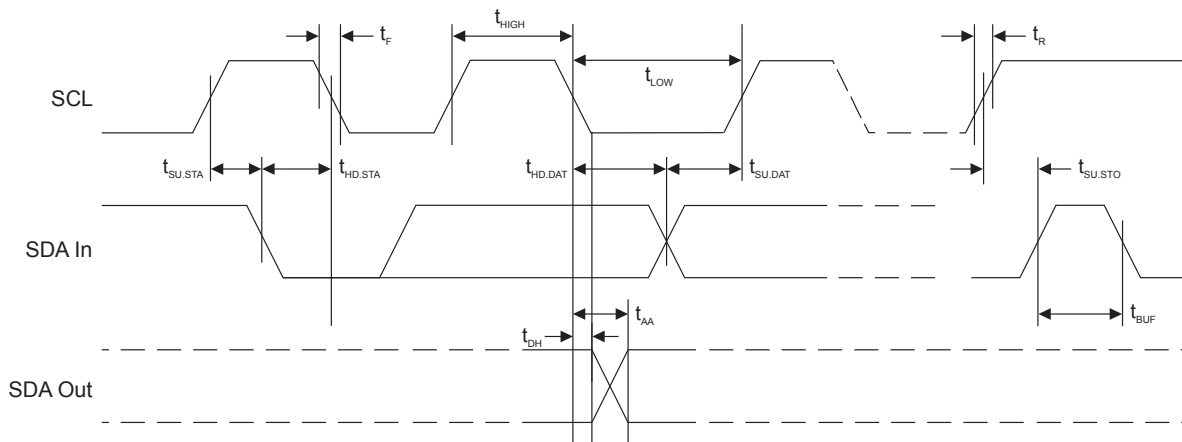 tHIGH
tF
tR
SCL
tLOW
tSU.STA
tHD.STA
tHD.DAT
tSU.DAT
tSU.STO
SDA In
tAA
tBUF
tDH
SDA Out